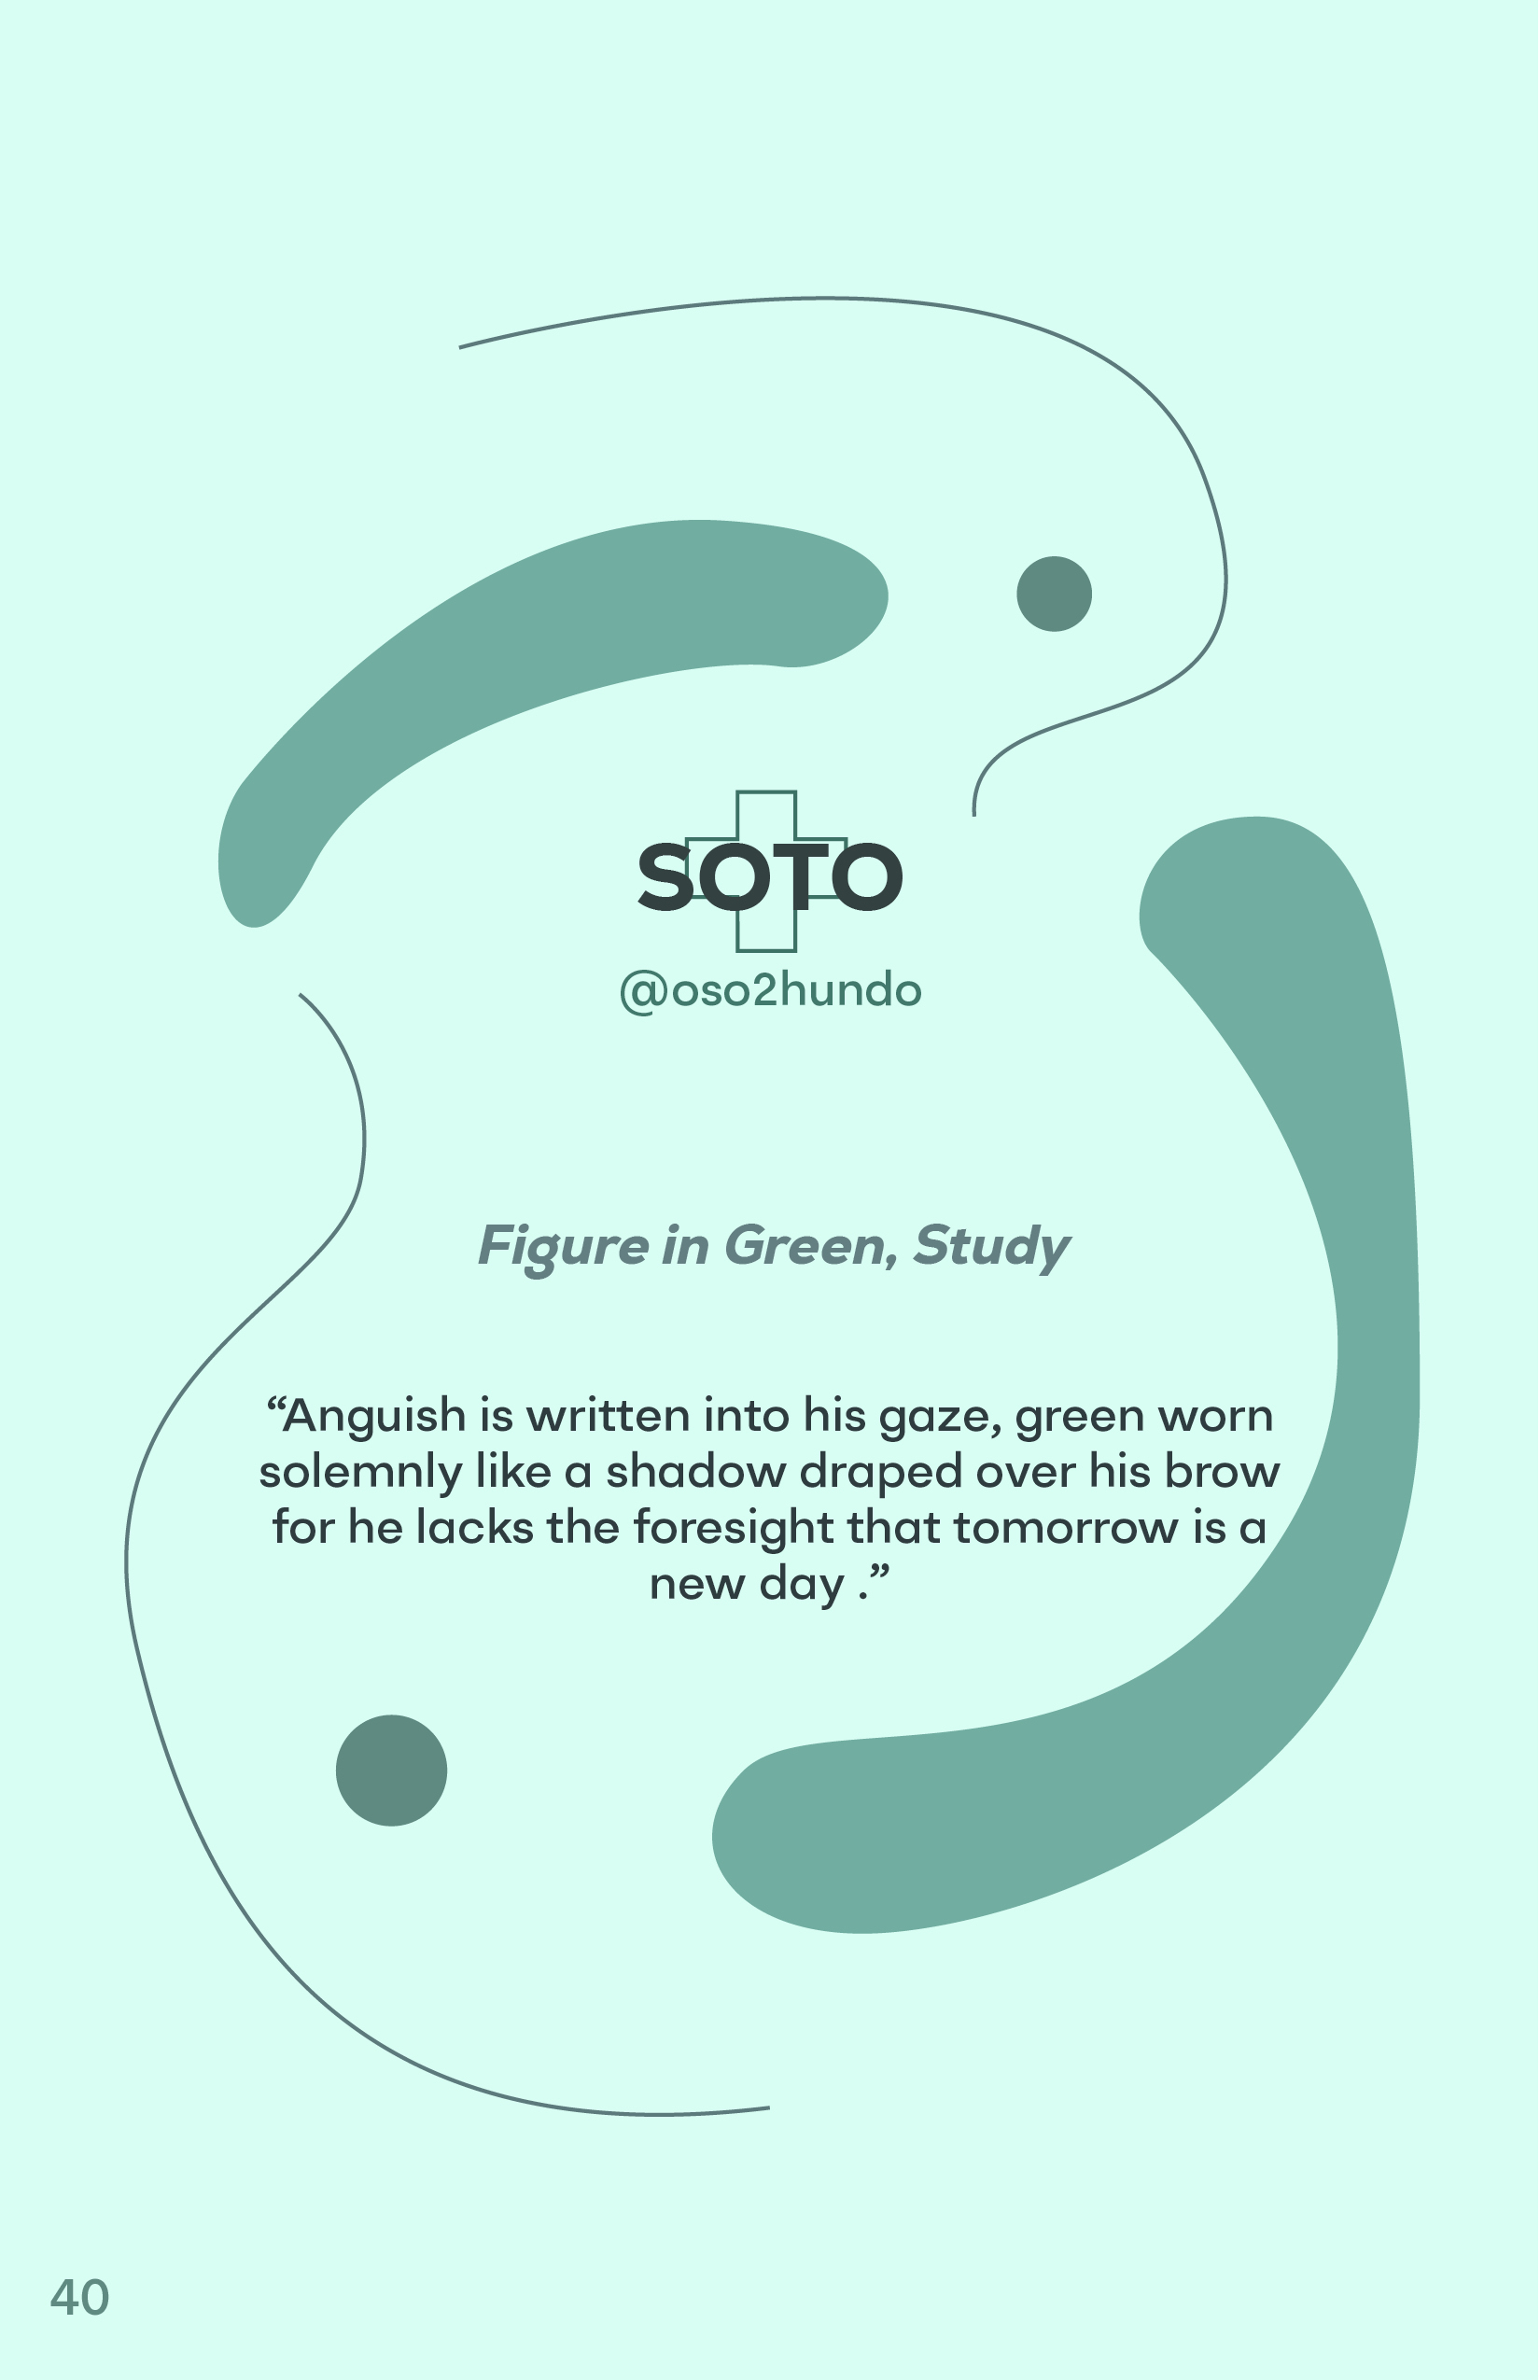 SOTO
@oso2hundo
Figure in Green, Study
“Anguish is written into his gaze, green worn
solemnly like a shadow draped over his brow
for he lacks the foresight that tomorrow is a
new day .”
40